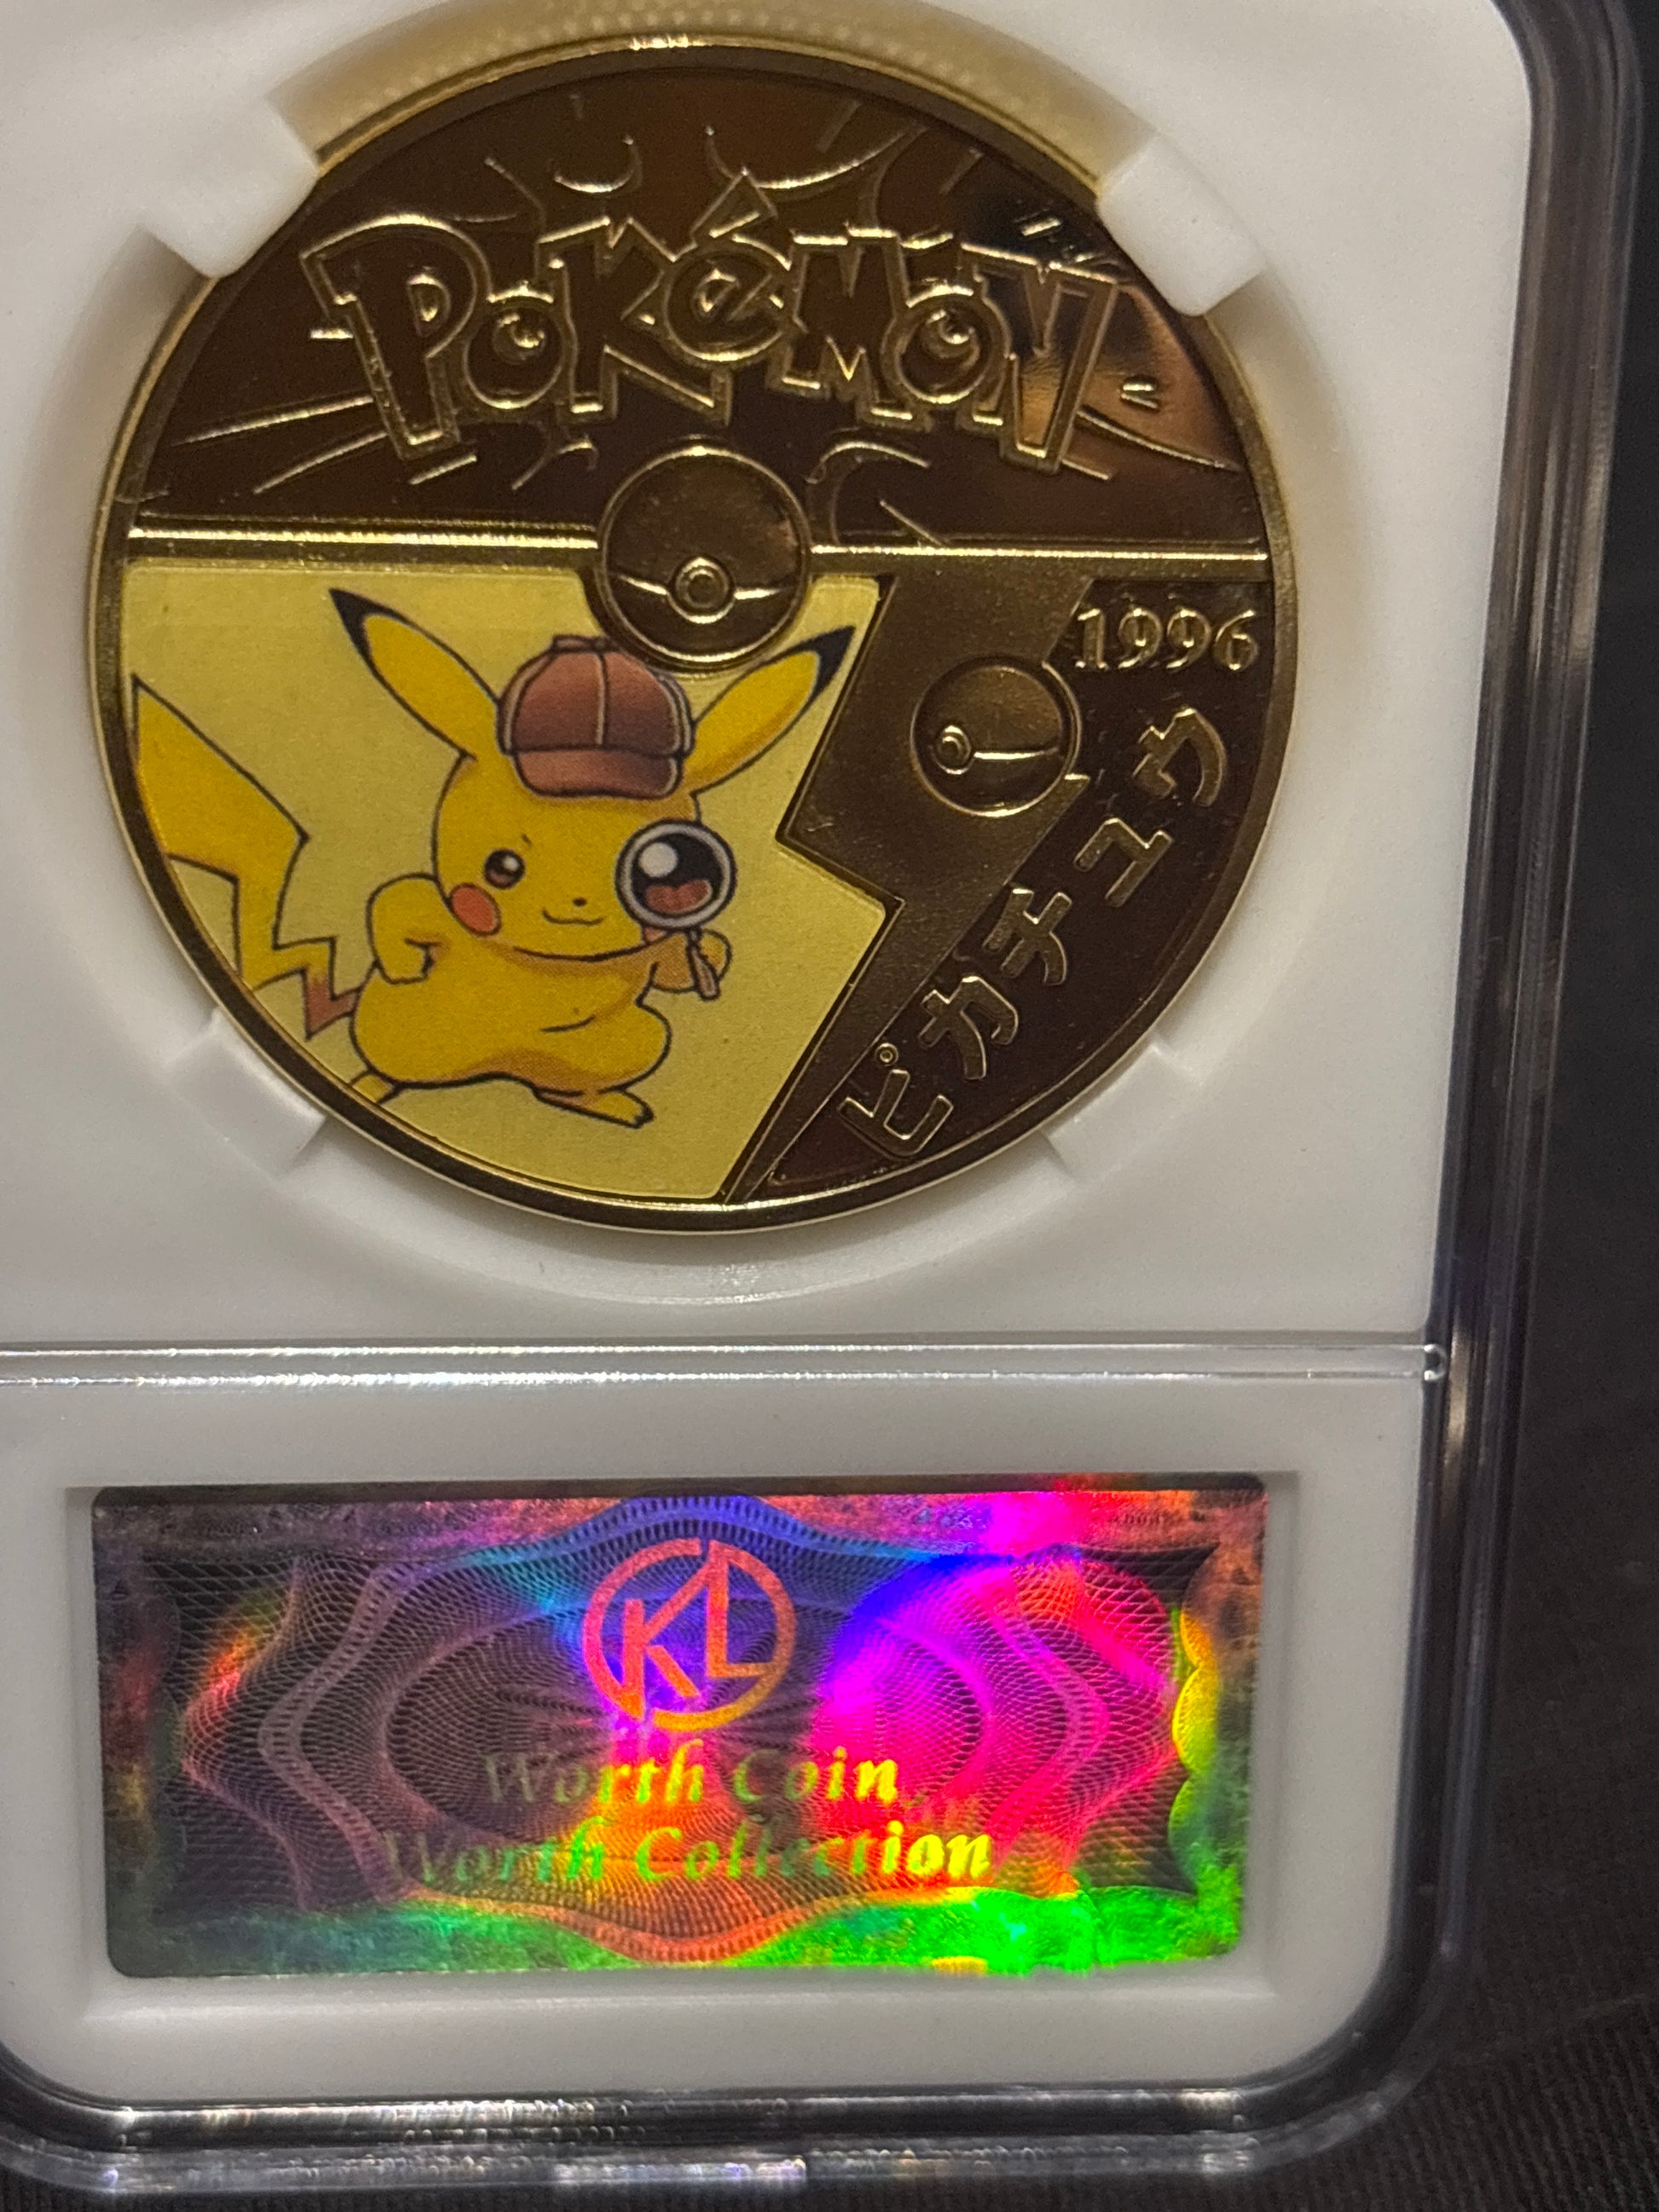 Pokémon
1996
ピカチュウ
KL
Worth Coin
Worth Collection